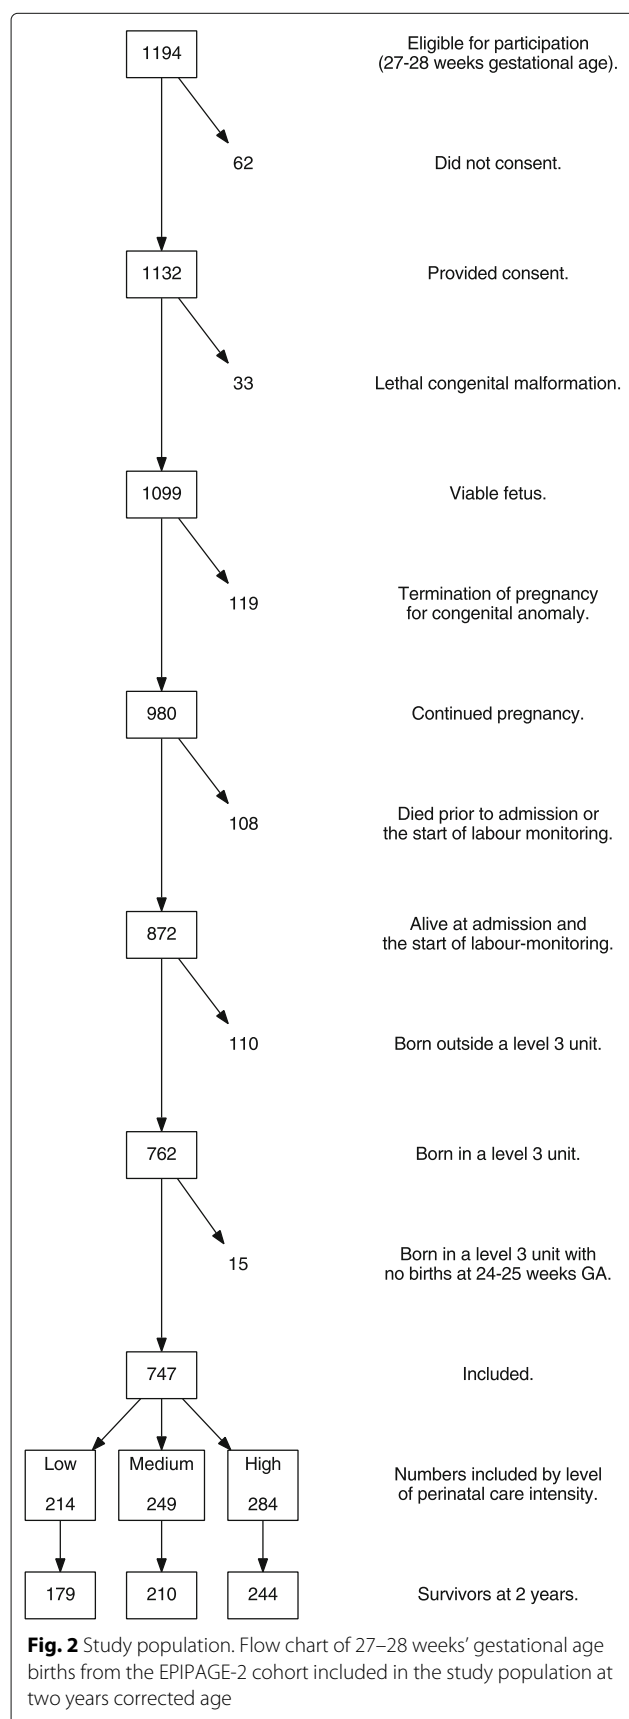 1194
Eligible for participation
(27-28 weeks gestational age).
62
Did not consent.
1132
Provided consent.
33
Lethal congenital malformation.
1099
Viable fetus.
119
Termination of pregnancy
for congenital anomaly.
980
Continued pregnancy.
108
Died prior to admission or
the start of labour monitoring.
872
Alive at admission and
the start of labour-monitoring.
110
Born outside a level 3 unit.
762
Born in a level 3 unit.
15
Born in a level 3 unit with
no births at 24-25 weeks GA.
747
Included.
Low Medium High
214 249 284
Numbers included by level
of perinatal care intensity.
179 210 244
Survivors at 2 years.
Fig. 2 Study population. Flow chart of 27–28 weeks’ gestational age
births from the EPIPAGE-2 cohort included in the study population at
two years corrected age